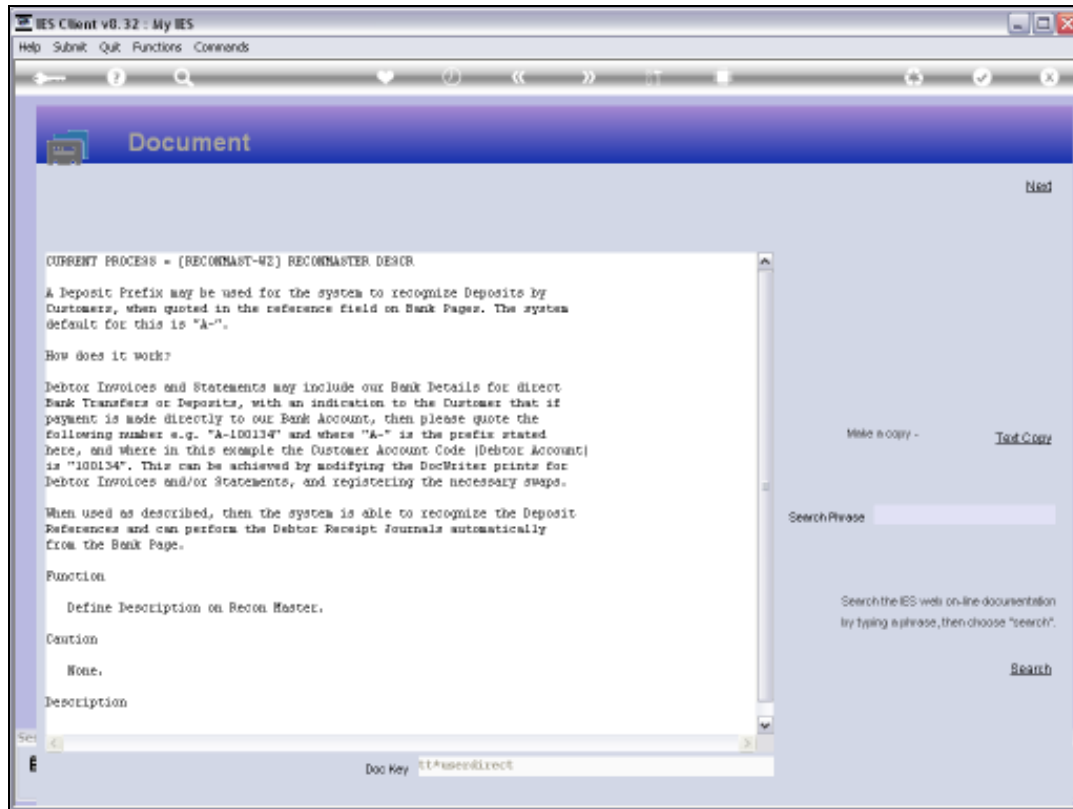 IES Client v8.32 : My IES
Help Submit Quit Functions Commands
Document
Next
CURRENT PROCESS = [RECONMAST-WZ] RECONMASTER DESCR
A Deposit Prefix may be used for the system to recognize Deposits by
Customers, when quoted in the reference field on Bank Pages. The system
default for this is "A-".
How does it work?
Debtor Invoices and Statements may include our Bank Details for direct
Bank Transfers or Deposits, with an indication to the Customer that if
payment is made directly to our Bank Account, then please quote the
following number e.g. "A-100134" and where "A-" is the prefix stated
here, and where in this example the Customer Account Code (Debtor Account)
is "100134". This can be achieved by modifying the DocWriter prints for
Debtor Invoices and/or Statements, and registering the necessary swaps.
When used as described, then the system is able to recognize the Deposit
References and can perform the Debtor Receipt Journals automatically
from the Bank Page.
Function
Define Description on Recon Master.
Caution
None.
Description
Make a copy -
Text Copy
Search Phrase
Search the IES web on-line documentation
by typing a phrase, then choose "search".
Search
Doc Key tt*userdirect